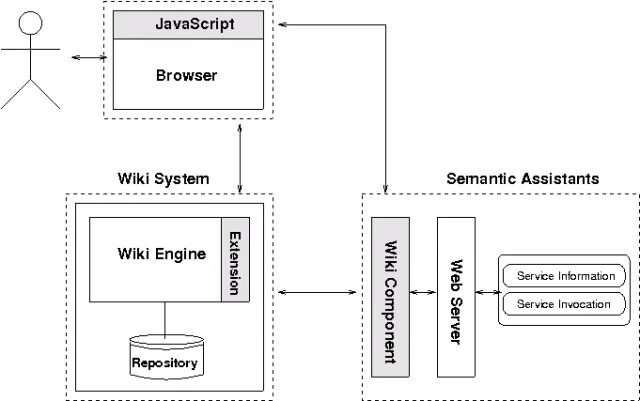 JavaScript
Browser
Wiki System
Semantic Assistants
Wiki Engine
Extension
Repository
Wiki Component
Web Server
Service Information
Service Invocation